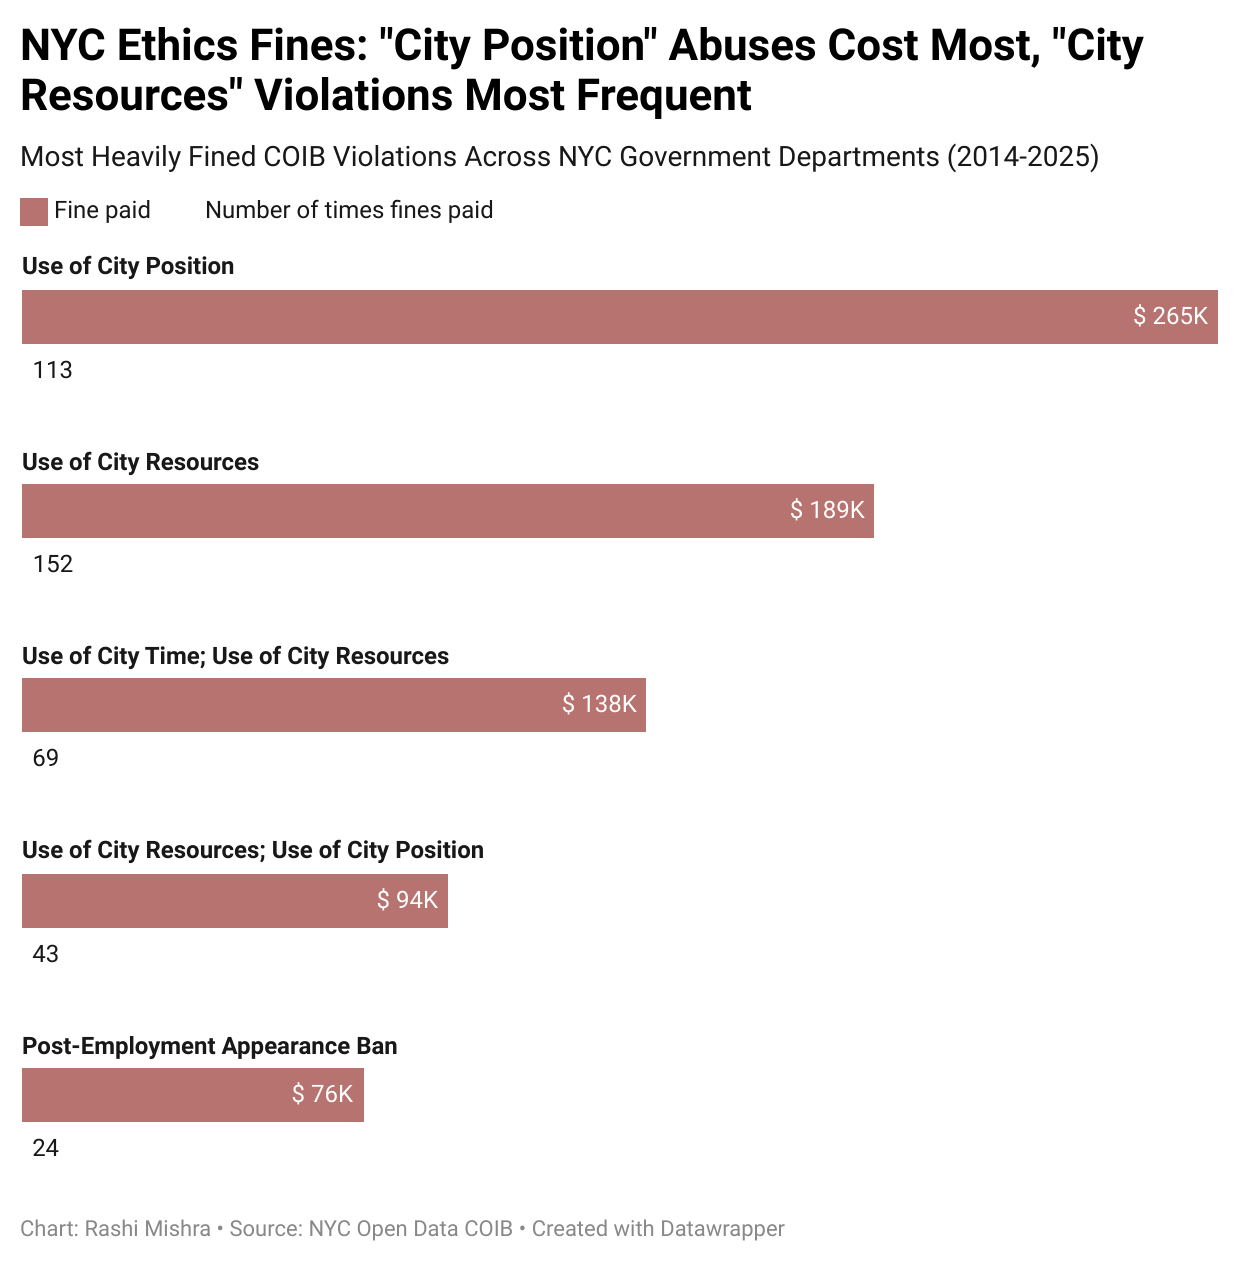 NYC Ethics Fines: "City Position" Abuses Cost Most, "City
Resources" Violations Most Frequent
Most Heavily Fined COIB Violations Across NYC Government Departments (2014-2025)
Fine paid Number of times fines paid
Use of City Position
$ 265K
113
Use of City Resources
$ 189K
152
Use of City Time; Use of City Resources
$ 138K
69
Use of City Resources; Use of City Position
$ 94K
43
Post-Employment Appearance Ban
$ 76K
24
Chart: Rashi Mishra • Source: NYC Open Data COIB • Created with Datawrapper